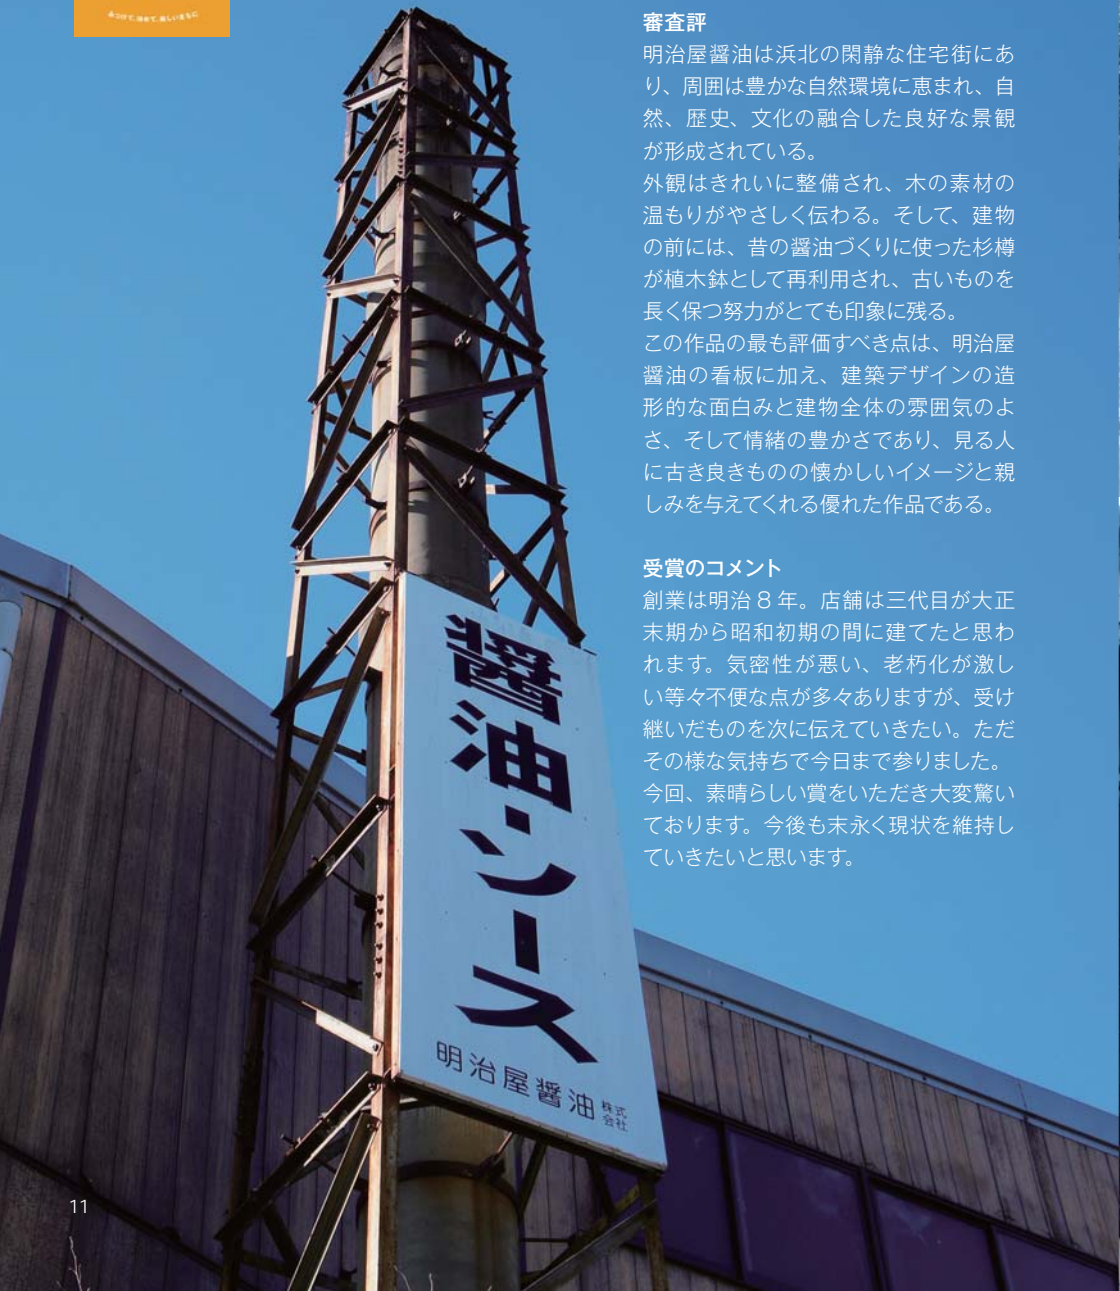 審査評
明治屋醤油は浜北の閑静な住宅街にあ
り、周囲は豊かな自然環境に恵まれ、自
然、歴史、文化の融合した良好な景観
が形成されている。
外観はきれいに整備され、木の素材の
温もりがやさしく伝わる。そして、建物
の前には、昔の醤油づくりに使った杉樽
が植木鉢として再利用され、古いものを
長く保つ努力がとても印象に残る。
この作品の最も評価すべき点は、明治屋
醤油の看板に加え、建築デザインの造
形的な面白みと建物全体の雰囲気のよ
さ、そして情緒の豊かさであり、見る人
に古き良きものの懐かしいイメージと親
しみを与えてくれる優れた作品である。
受賞のコメント
創業は明治 8 年。店舗は三代目が大正
末期から昭和初期の間に建てたと思わ
れます。気密性が悪い、老朽化が激し
い等々不便な点が多々ありますが、受け
継いだものを次に伝えていきたい。ただ
その様な気持ちで今日まで参りました。
今回、素晴らしい賞をいただき大変驚い
ております。今後も末永く現状を維持し
ていきたいと思います。
醤油・ソース
明治屋醤油株式会社
11